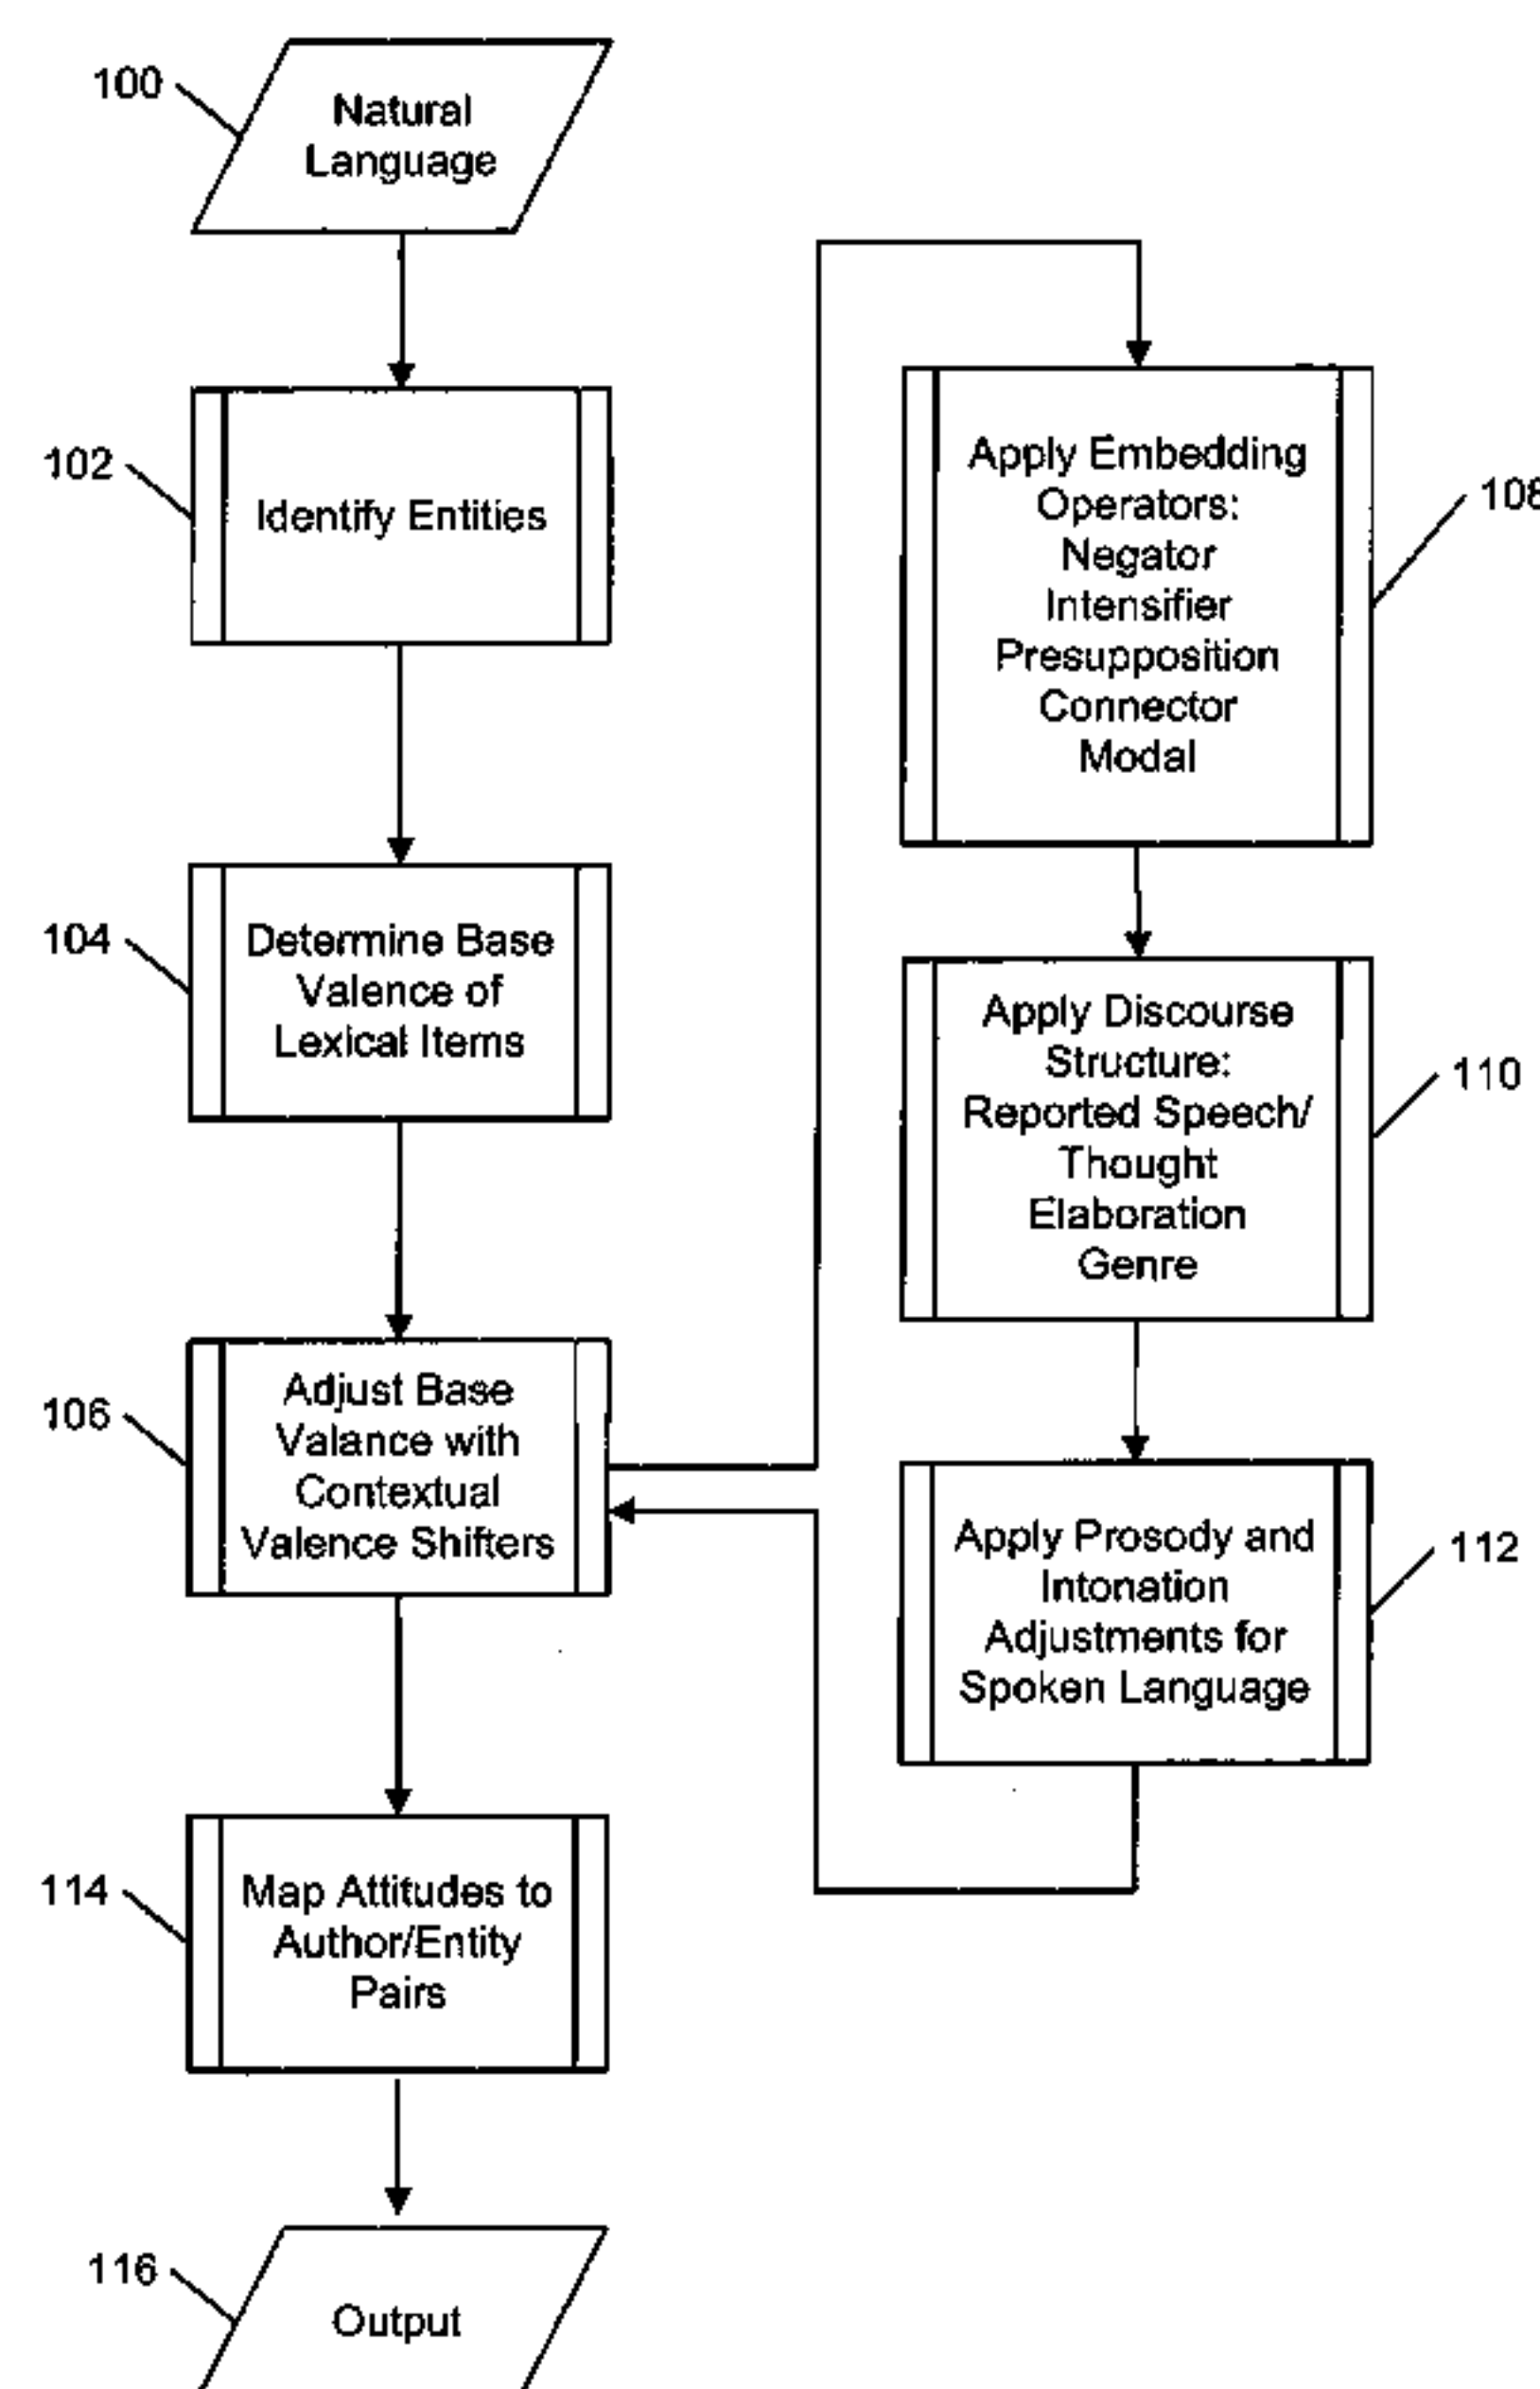 100
Natural
Language
102
Identify Entities
104
Determine Base
Valence of
Lexical Items
106
Adjust Base
Valance with
Contextual
Valence Shifters
114
Map Attitudes to
Author/Entity
Pairs
116
Output
Apply Embedding
Operators:
Negator
Intensifier
Presupposition
Connector
Modal
108
Apply Discourse
Structure:
Reported Speech/
Thought
Elaboration
Genre
110
Apply Prosody and
Intonation
Adjustments for
Spoken Language
112